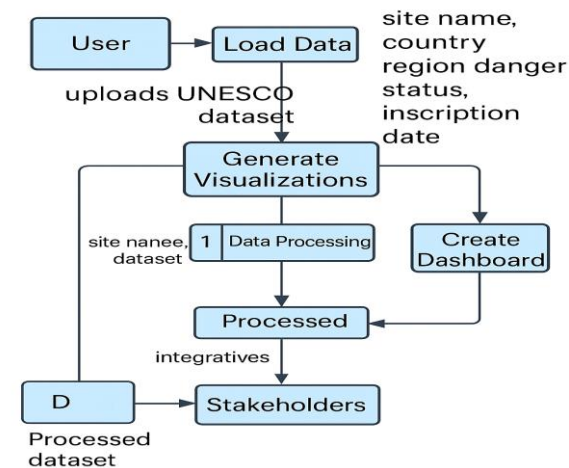 User
Load Data
site name,
country
region danger
status,
inscription
date
uploads UNESCO
dataset
Generate
Visualizations
site nanee,
dataset
1
Data Processing
Create
Dashboard
Processed
integratives
D
Stakeholders
Processed
dataset